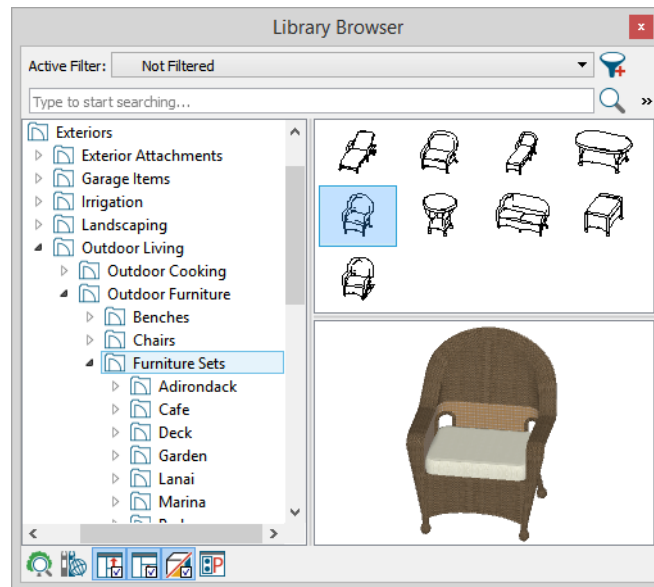 Library Browser
x
Active Filter: Not Filtered
Type to start searching...
»
Exteriors
Exterior Attachments
Garage Items
Irrigation
Landscaping
Outdoor Living
Outdoor Cooking
Outdoor Furniture
Benches
Chairs
Furniture Sets
Adirondack
Cafe
Deck
Garden
Lanai
Marina
P